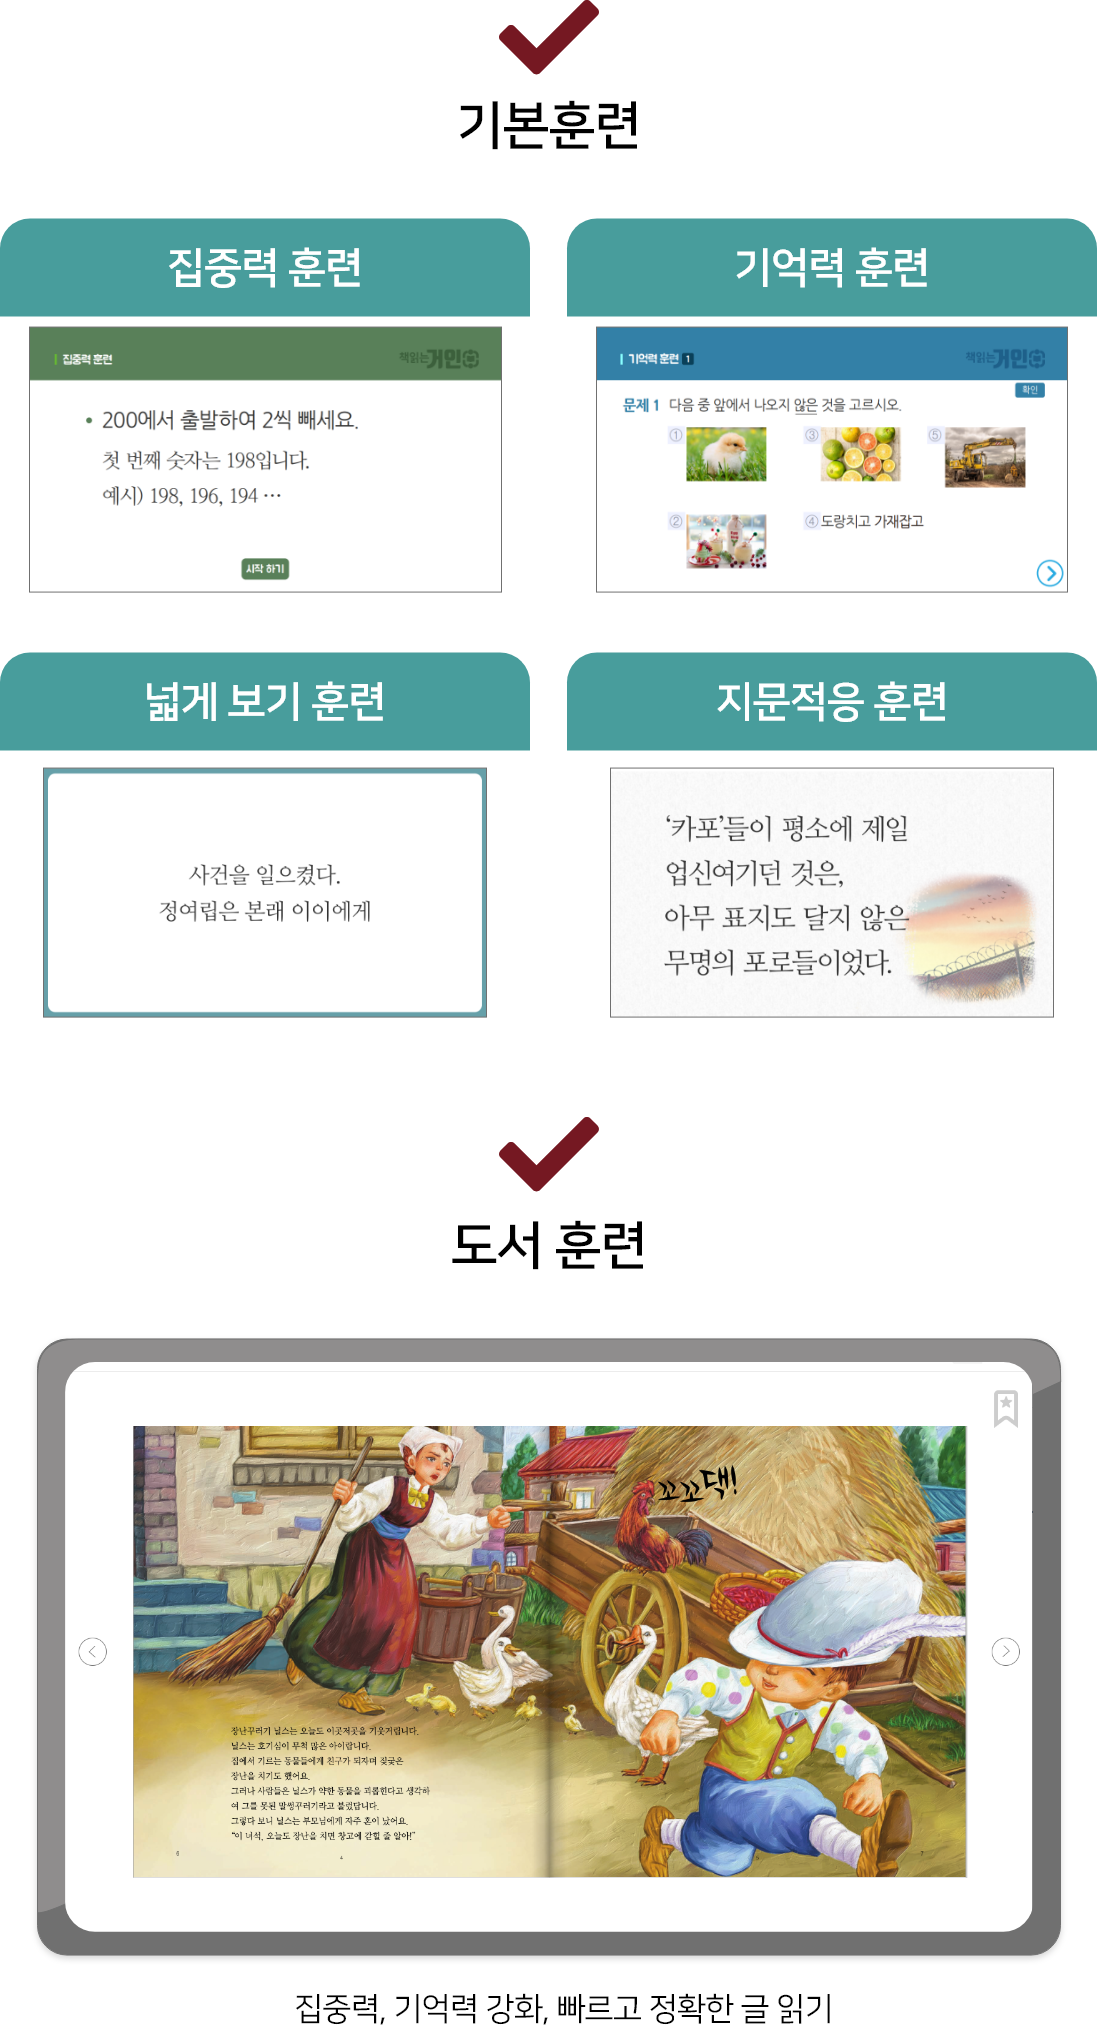 기본훈련
집중력 훈련
집중력 훈련
책읽는거인
• 200에서 출발하여 2씩 빼세요.
첫 번째 숫자는 198입니다.
예시) 198, 196, 194 ⋯
시작 하기
기억력 훈련
기억력 훈련 1
책읽는거인
확인
문제 1 다음 중 앞에서 나오지 않은 것을 고르시오.
① ③ ⑤
② ④ 도랑치고 가재잡고
넓게 보기 훈련
사건을 일으켰다.
정여립은 본래 이이에게
지문적응 훈련
‘카포’들이 평소에 제일
업신여기던 것은,
아무 표지도 달지 않은
무명의 포로들이었다.
도서 훈련
꼬꼬댁!
장난꾸러기 닐스는 오늘도 이곳저곳을 기웃거립니다.
닐스는 호기심이 무척 많은 아이랍니다.
집에서 기르는 동물들에게 친구가 되자며 짖궂은
장난을 치기도 했어요.
그러나 사람들은 닐스가 약한 동물을 괴롭힌다고 생각하
여 그를 못된 말썽꾸러기라고 불렀답니다.
그렇다 보니 닐스는 부모님에게 자주 혼이 났어요.
“이 녀석, 오늘도 장난을 치면 창고에 갇힐 줄 알아!”
6
4
7
집중력, 기억력 강화, 빠르고 정확한 글 읽기